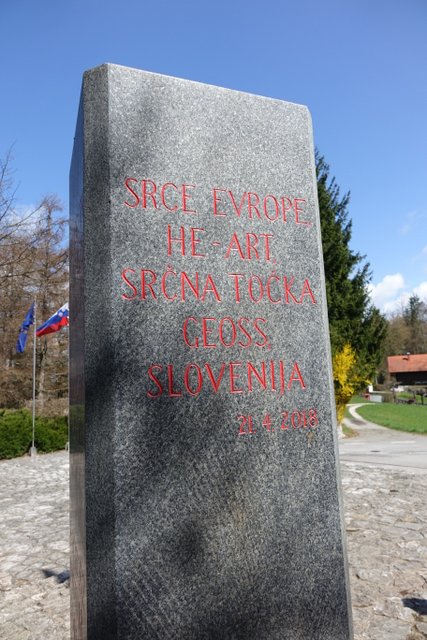 SRCE EVROPE
HE-ART
SRČNA TOČKA
GEOSS
SLOVENIJA
21.4.2018